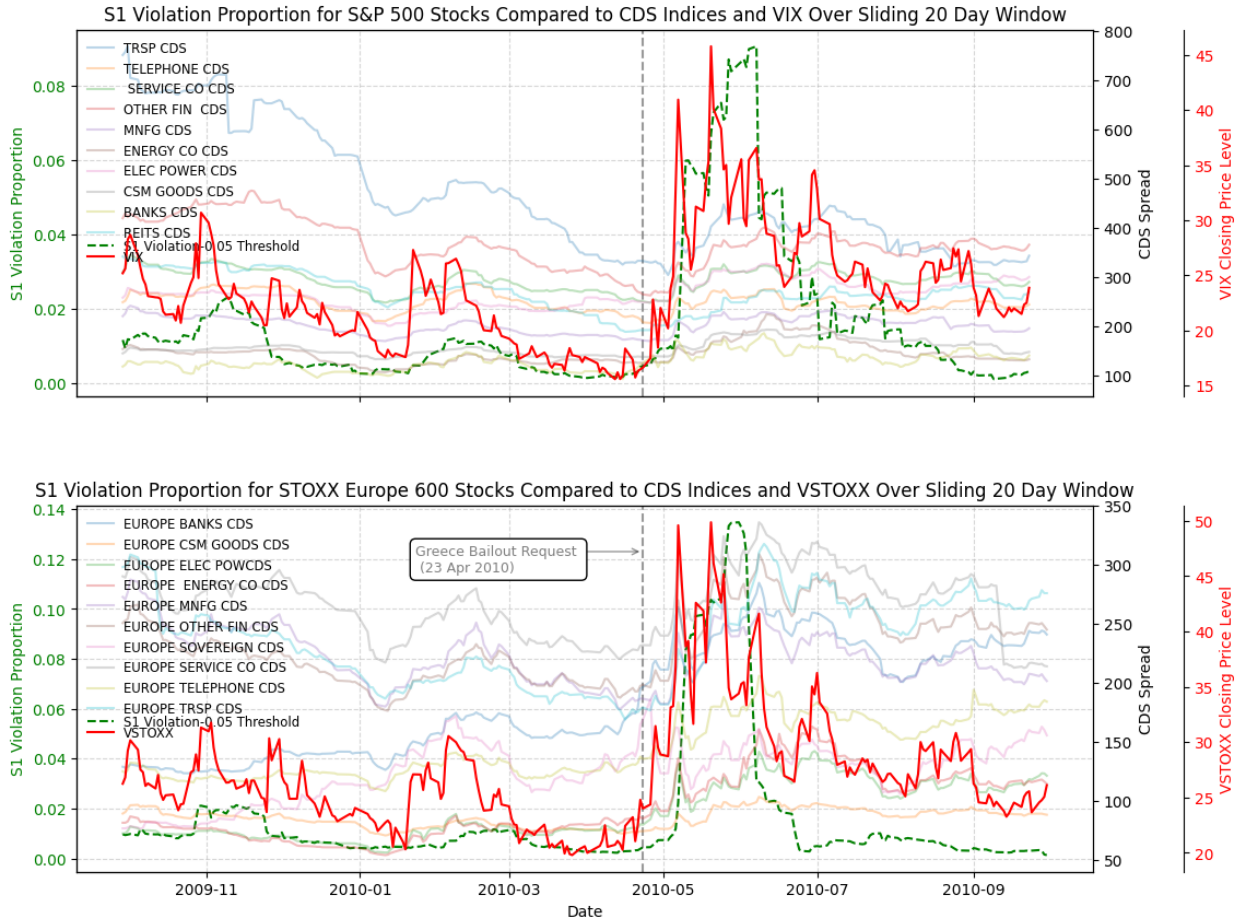 S1 Violation Proportion for S&P 500 Stocks Compared to CDS Indices and VIX Over Sliding 20 Day Window
800
700
600
500
400
300
200
100
45
40
35
30
25
20
15
0.08
0.06
0.04
0.02
0.00
S1 Violation Proportion
CDS Spread
VIX Closing Price Level
TRSP CDS
TELEPHONE CDS
SERVICE CO CDS
OTHER FIN  CDS
MNFG CDS
ENERGY CO CDS
ELEC POWER CDS
CSM GOODS CDS
BANKS CDS
REITS CDS
S1 Violation-0.05 Threshold
VIX
S1 Violation Proportion for STOXX Europe 600 Stocks Compared to CDS Indices and VSTOXX Over Sliding 20 Day Window
0.14
0.12
0.10
0.08
0.06
0.04
0.02
0.00
S1 Violation Proportion
350
300
250
200
150
100
50
CDS Spread
50
45
40
35
30
25
20
VSTOXX Closing Price Level
EUROPE BANKS CDS
EUROPE CSM GOODS CDS
EUROPE ELEC POWCDS
EUROPE  ENERGY CO CDS
EUROPE MNFG CDS
EUROPE OTHER FIN CDS
EUROPE SOVEREIGN CDS
EUROPE SERVICE CO CDS
EUROPE TELEPHONE CDS
EUROPE TRSP CDS
S1 Violation-0.05 Threshold
VSTOXX
Greece Bailout Request
(23 Apr 2010)
2009-11
2010-01
2010-03
2010-05
2010-07
2010-09
Date